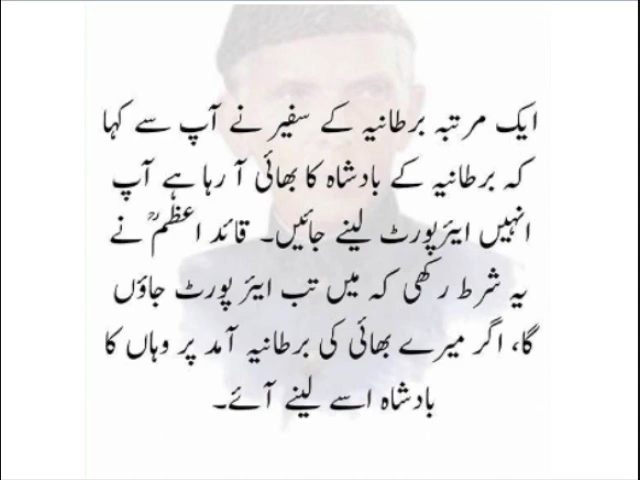 ایک مرتبہ برطانیہ کے سفیر نے آپ سے کہا
کہ برطانیہ کے بادشاہ کا بھائی آ رہا ہے آپ
انہیں ایئرپورٹ لینے جائیں۔ قائد اعظمؒ نے
یہ شرط رکھی کہ میں تب ایئرپورٹ جاؤں
گا، اگر میرے بھائی کی برطانیہ آمد پر وہاں کا
بادشاہ اسے لینے آئے۔